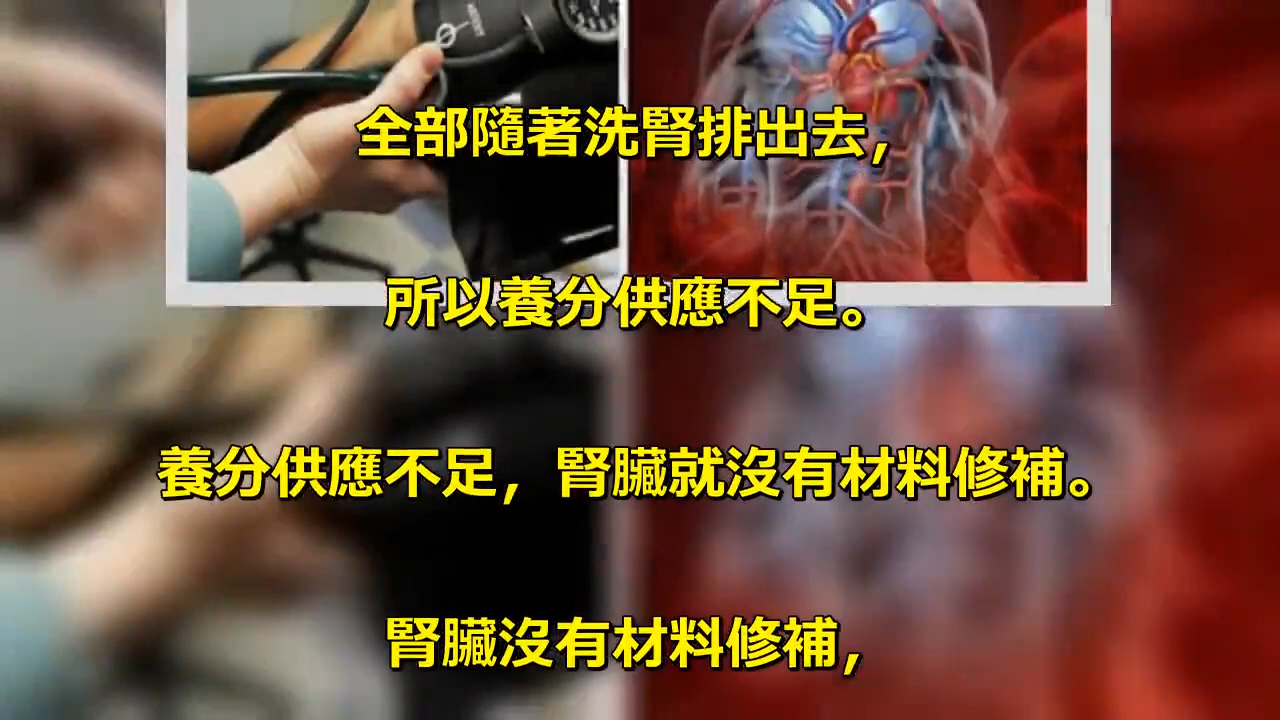 全部隨著洗腎排出去，
所以養分供應不足。
養分供應不足，腎臟就沒有材料修補。
腎臟沒有材料修補，